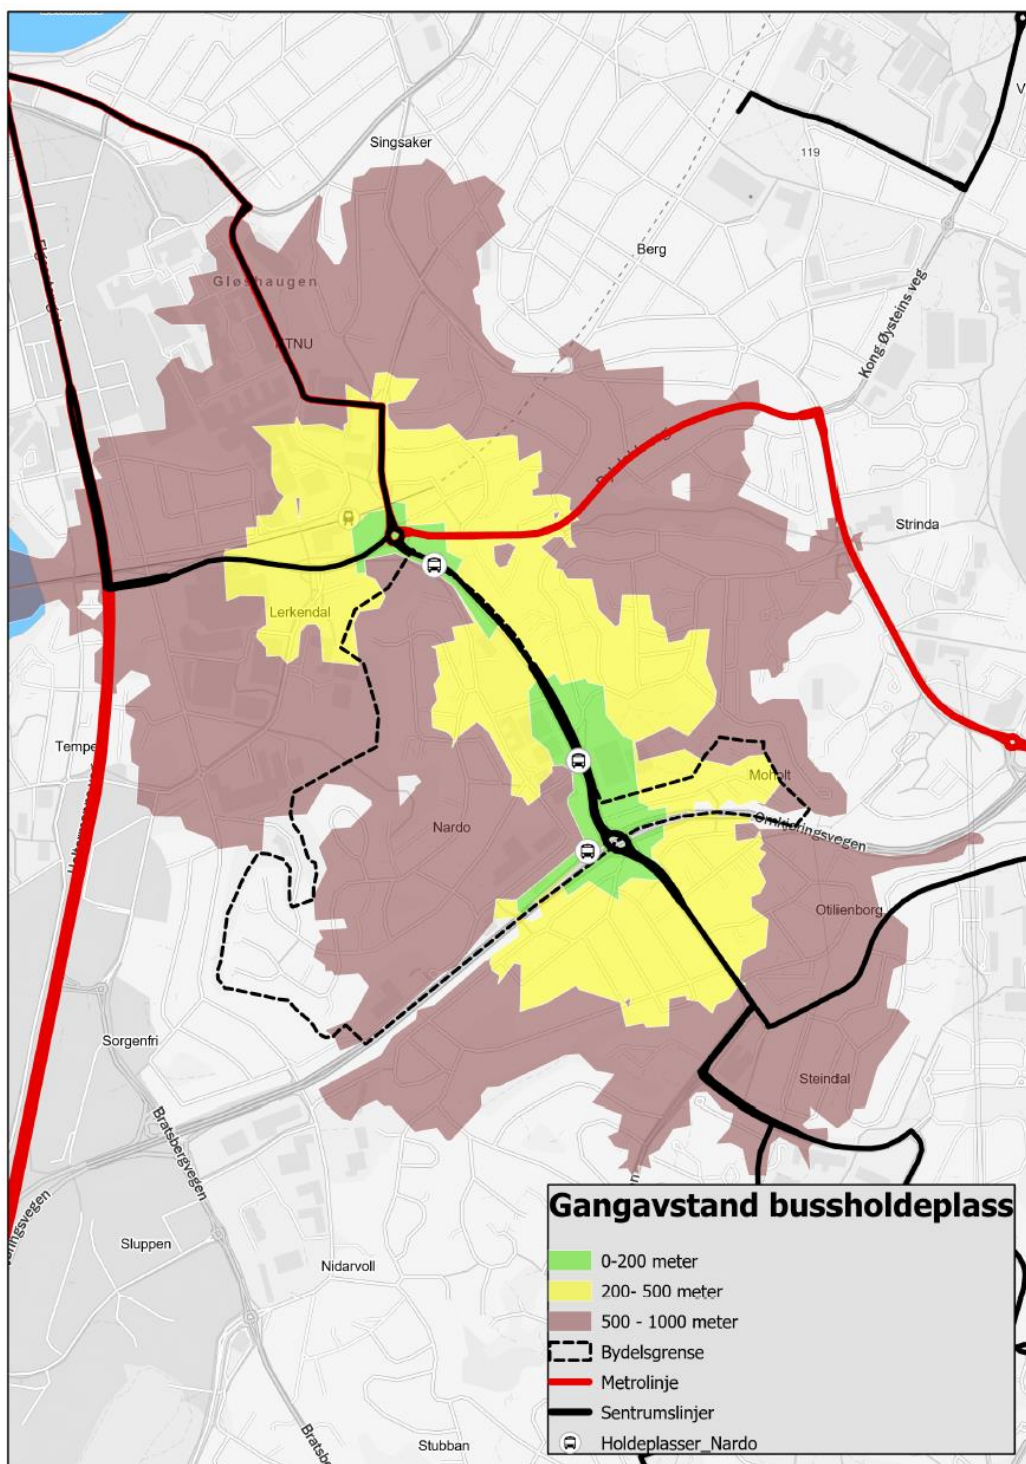 Singsaker
119
Berg
Gløshaugen
Kong Øysteins veg
NTNU
Strinda
Lerkendal
Tempe
Moholt
Nardo
Omkjøringsvegen
Otilienborg
Sorgenfri
Steindal
Bratsbergvegen
Sluppen
Nidarvoll
Stubban
Gangavstand bussholdeplass
0-200 meter
200- 500 meter
500 - 1000 meter
Bydelsgrense
Metrolinje
Sentrumslinjer
Holdeplasser_Nardo